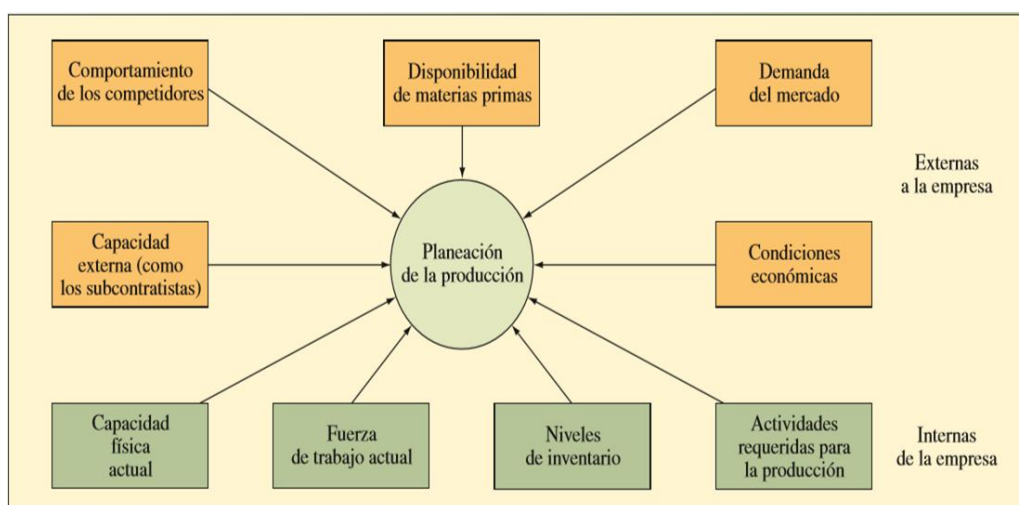 Comportamiento
de los competidores
Disponibilidad
de materias primas
Demanda
del mercado
Externas
a la empresa
Capacidad
externa (como
los subcontratistas)
Planeación
de la producción
Condiciones
económicas
Capacidad
física
actual
Fuerza
de trabajo actual
Niveles
de inventario
Actividades
requeridas para
la producción
Internas
de la empresa